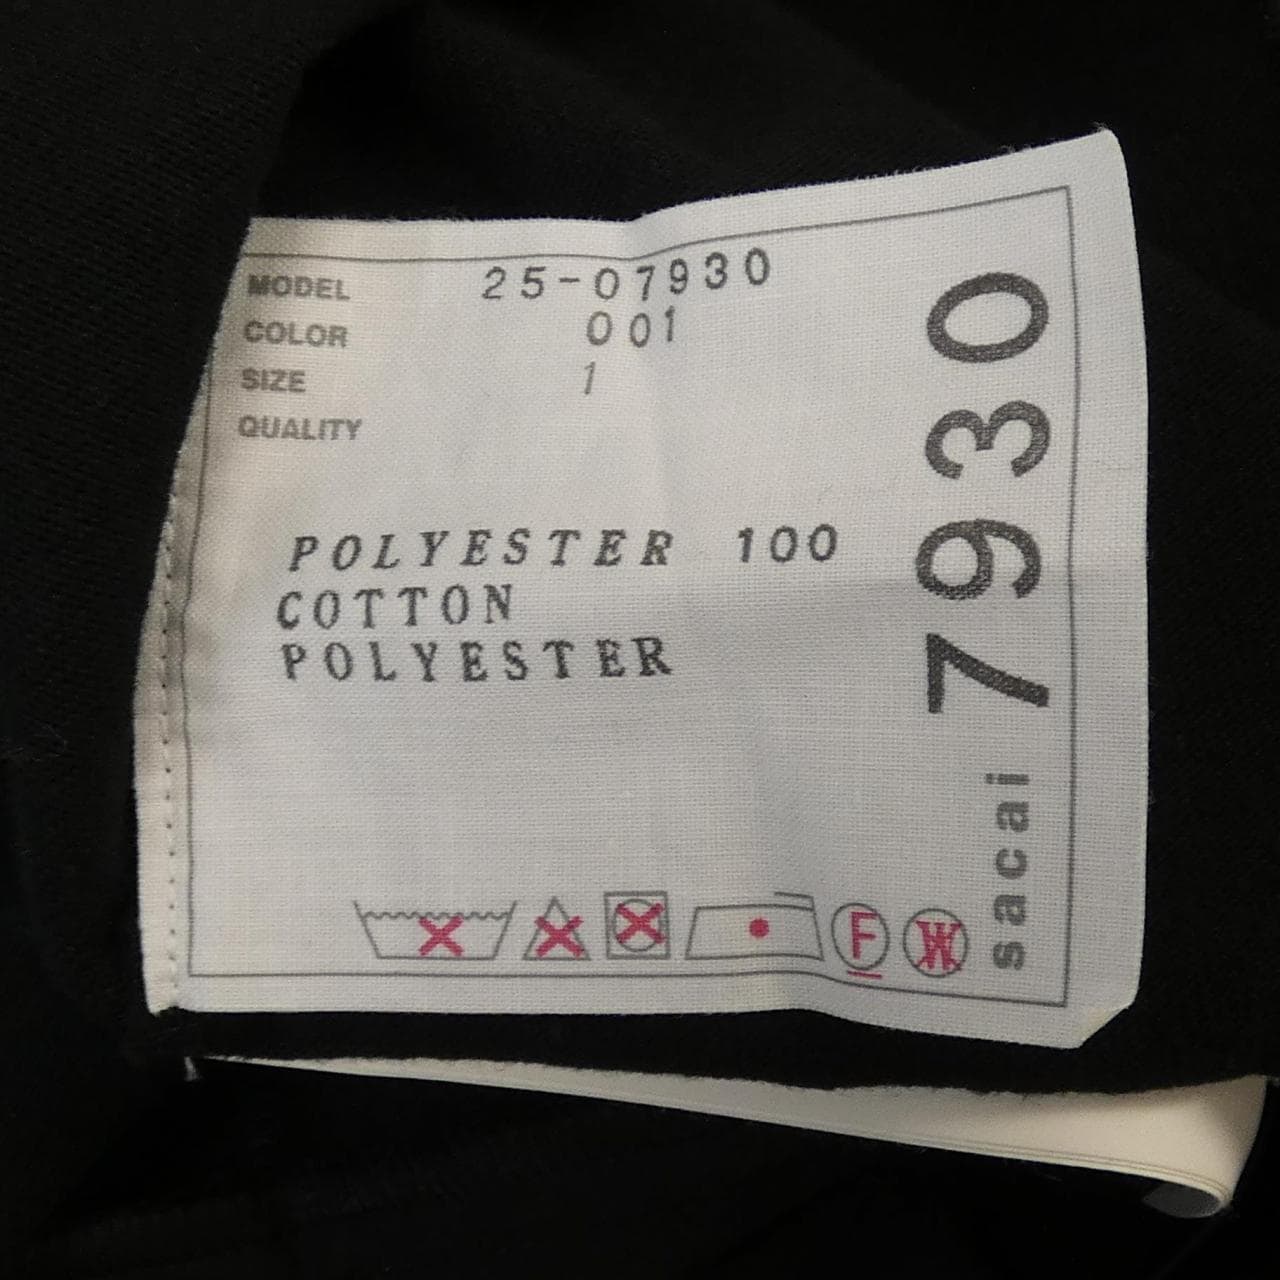 MODEL 25-07930
COLOR 001
SIZE 1
QUALITY
POLYESTER 100
COTTON
POLYESTER
F
W
sacai 7930